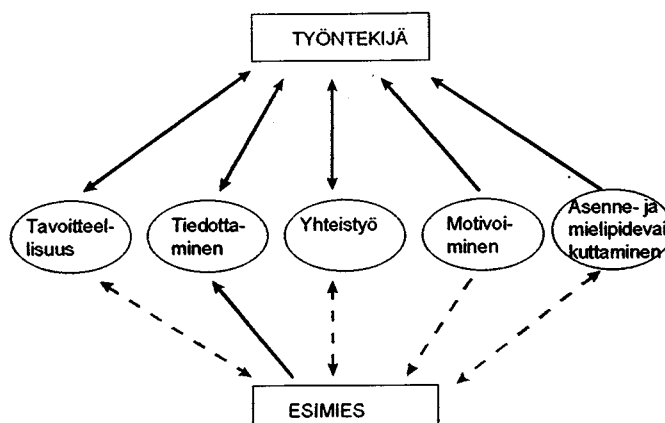 TYÖNTEKIJÄ
Tavoitteel-
lisuus
Tiedotta-
minen
Yhteistyö
Motivoi-
minen
Asenne- ja
mielipidevai
kuttaminen
ESIMIES